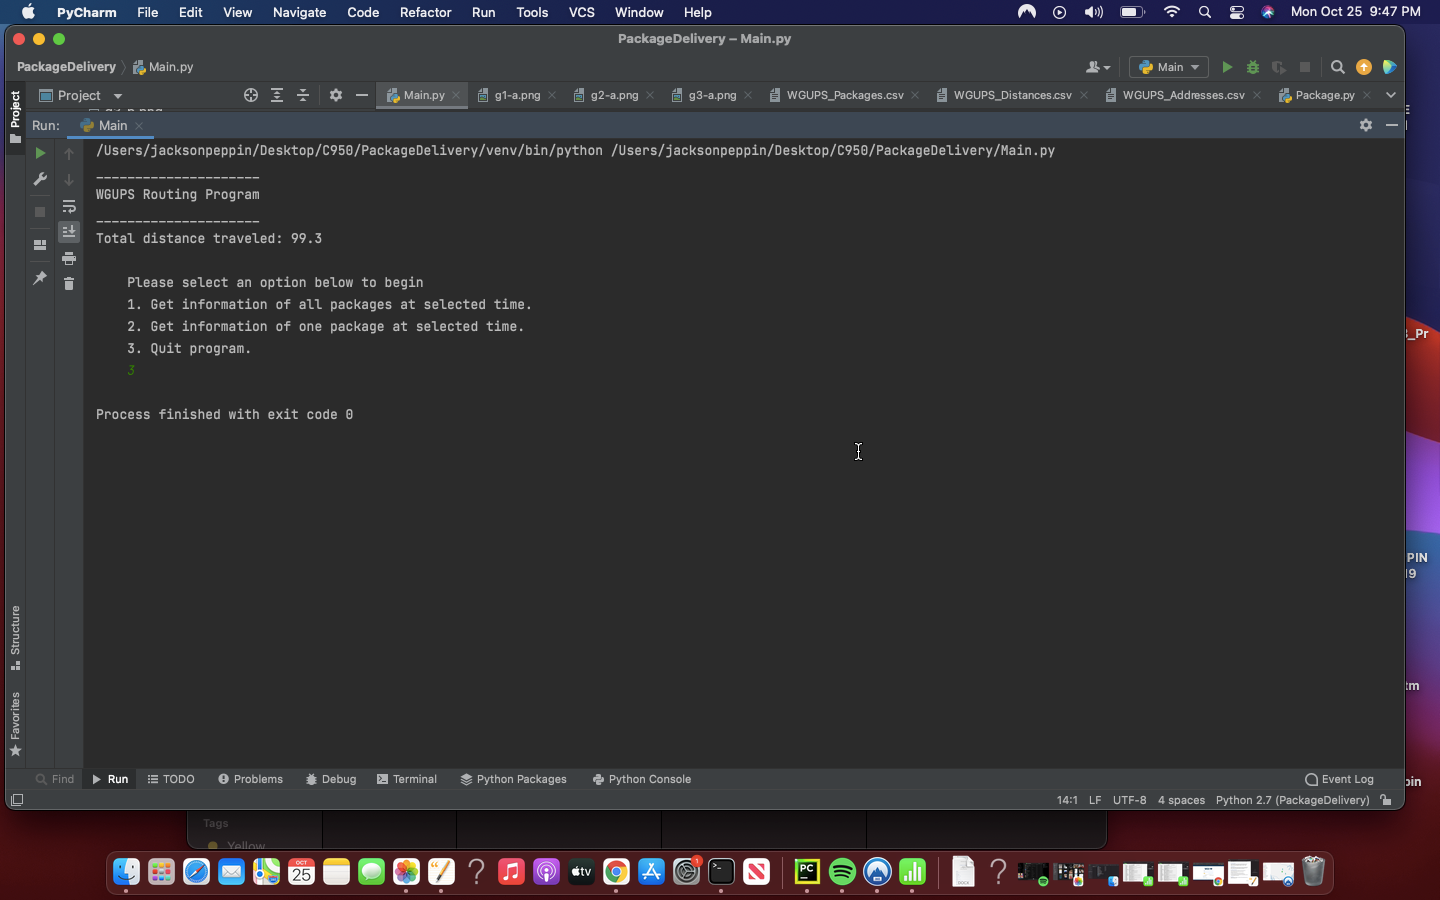 PyCharm File Edit View Navigate Code Refactor Run Tools VCS Window Help Mon Oct 25 9:47 PM
PackageDelivery – Main.py
PackageDelivery Main.py Main
Project Main.py g1-a.png g2-a.png g3-a.png WGUPS_Packages.csv WGUPS_Distances.csv WGUPS_Addresses.csv Package.py
Project
Run: Main
/Users/jacksonpeppin/Desktop/C950/PackageDelivery/venv/bin/python /Users/jacksonpeppin/Desktop/C950/PackageDelivery/Main.py
---------------------
WGUPS Routing Program
---------------------
Total distance traveled: 99.3
Please select an option below to begin
1. Get information of all packages at selected time.
2. Get information of one package at selected time.
3. Quit program.
3
Process finished with exit code 0
_Pr
PIN
19
Structure
Favorites
tm
Find Run TODO Problems Debug Terminal Python Packages Python Console Event Log
14:1 LF UTF-8 4 spaces Python 2.7 (PackageDelivery)
Tags
Yellow
OCT
25
tv
1
PC
DOCX